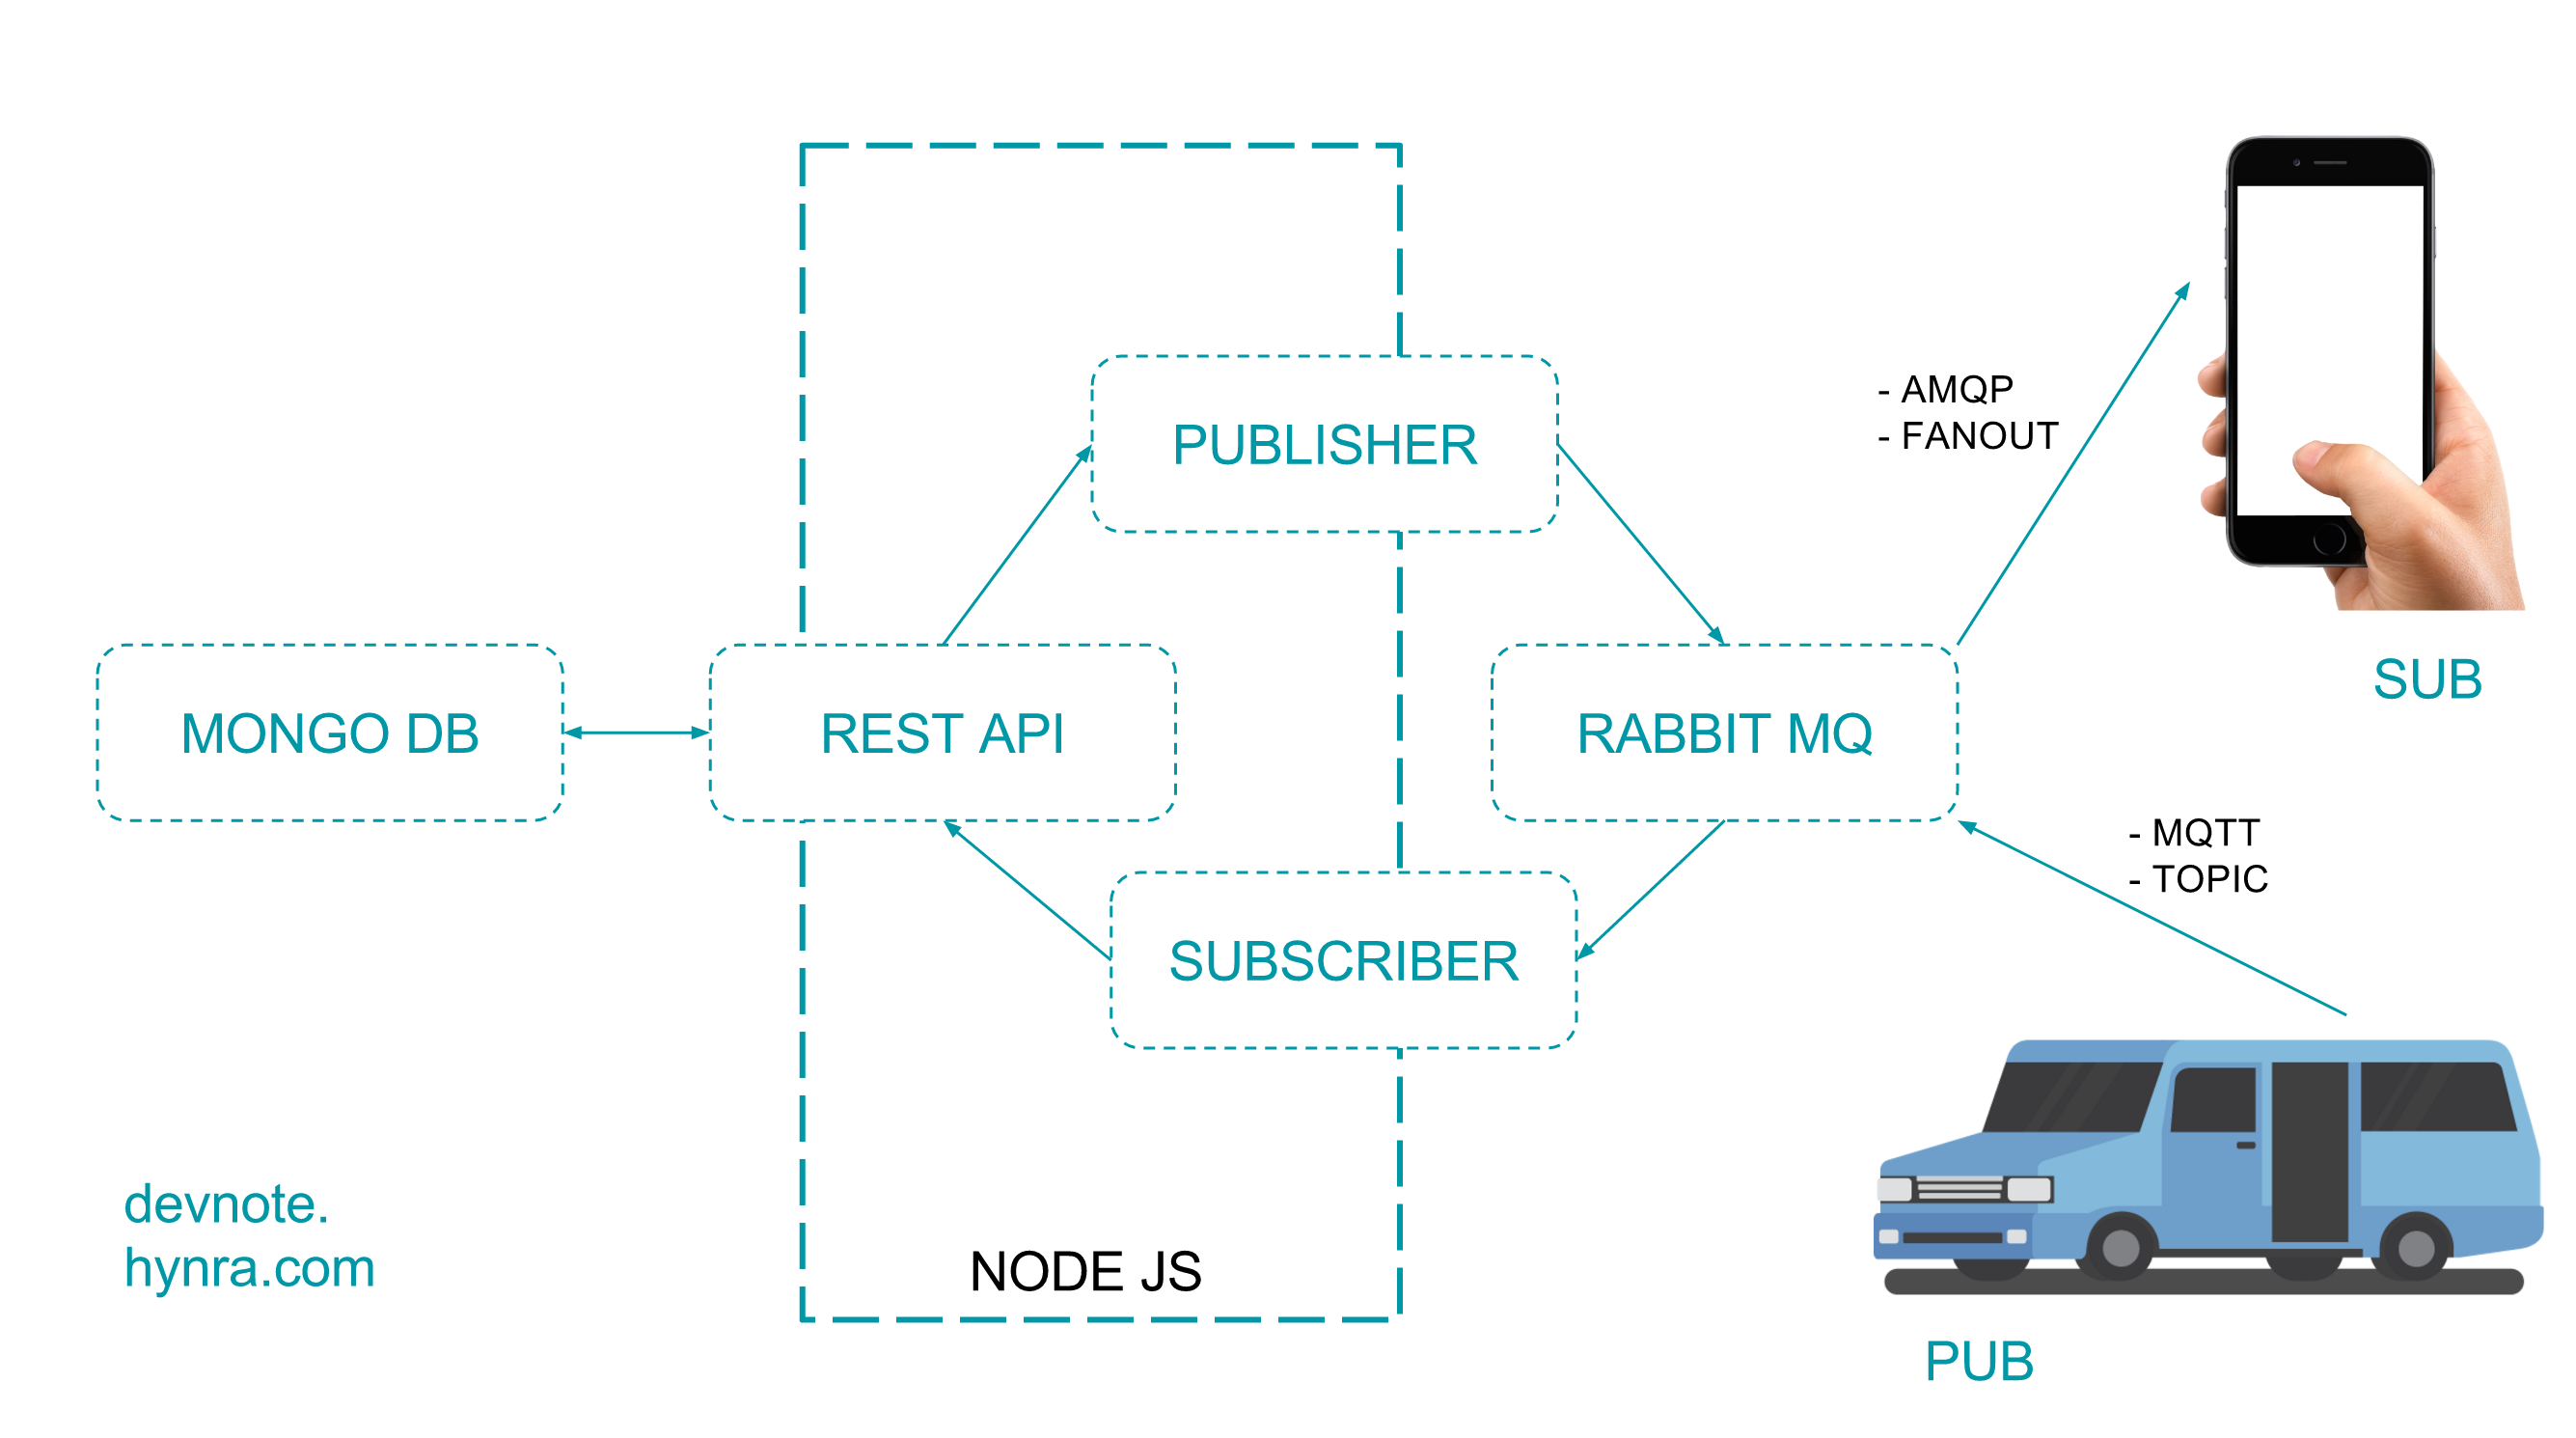 PUBLISHER
- AMQP
- FANOUT
SUB
MONGO DB
REST API
RABBIT MQ
- MQTT
- TOPIC
SUBSCRIBER
devnote.
hynra.com
NODE JS
PUB